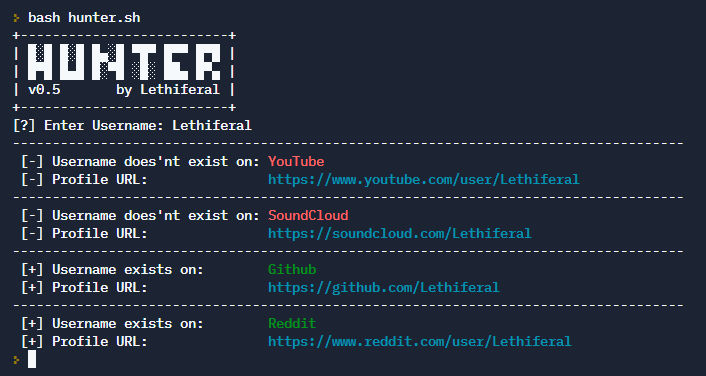 > bash hunter.sh
+--------------------------+
| HUNTER |
| v0.5       by Lethiferal |
+--------------------------+
[?] Enter Username: Lethiferal
------------------------------------------------------------------------------------
[-] Username does'nt exist on: YouTube
[-] Profile URL:               https://www.youtube.com/user/Lethiferal
------------------------------------------------------------------------------------
[-] Username does'nt exist on: SoundCloud
[-] Profile URL:               https://soundcloud.com/Lethiferal
------------------------------------------------------------------------------------
[+] Username exists on:        Github
[+] Profile URL:               https://github.com/Lethiferal
------------------------------------------------------------------------------------
[+] Username exists on:        Reddit
[+] Profile URL:               https://www.reddit.com/user/Lethiferal
>